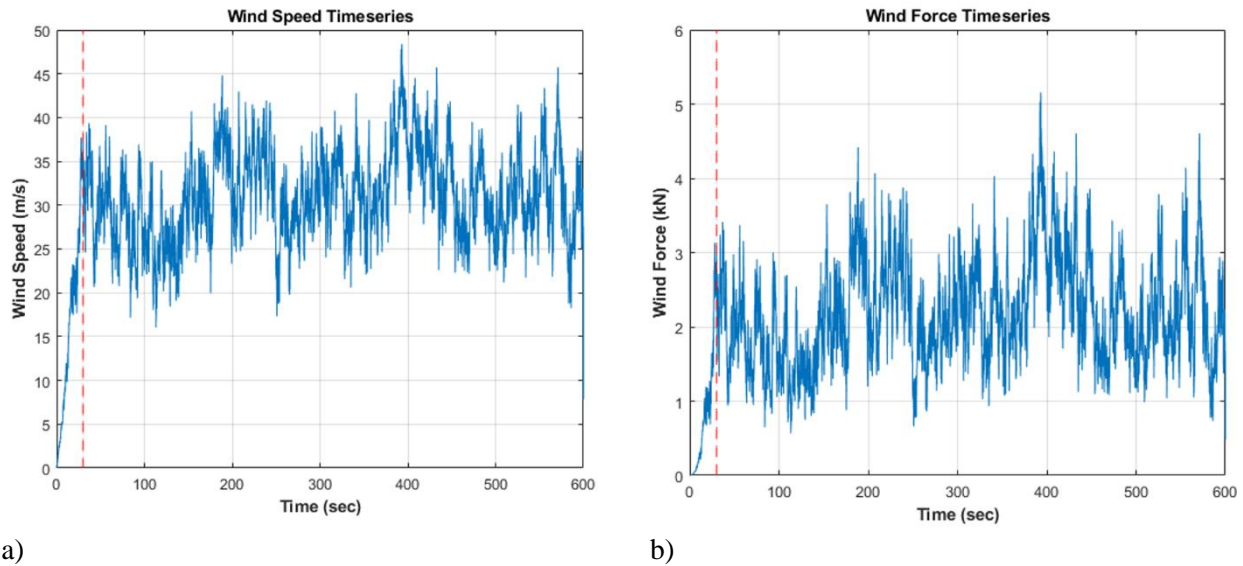 Wind Speed Timeseries
50
45
40
35
30
25
20
15
10
5
0
Wind Speed (m/s)
0 100 200 300 400 500 600
Time (sec)
a)
Wind Force Timeseries
6
5
4
3
2
1
0
Wind Force (kN)
0 100 200 300 400 500 600
Time (sec)
b)